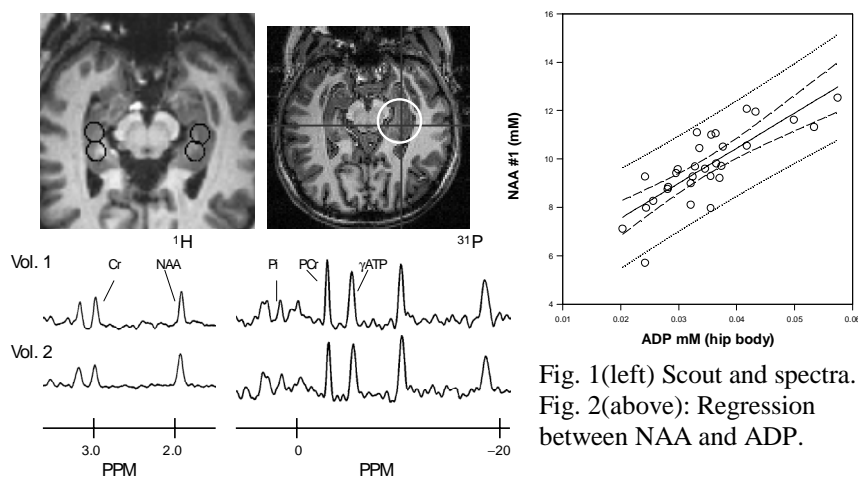 ¹H
³¹P
Vol. 1
Cr
NAA
Pi
PCr
γATP
Vol. 2
3.0
2.0
PPM
0
–20
PPM
16
14
12
10
8
6
4
NAA #1 (mM)
0.01
0.02
0.03
0.04
0.05
0.06
ADP mM (hip body)
Fig. 1(left) Scout and spectra.
Fig. 2(above): Regression
between NAA and ADP.